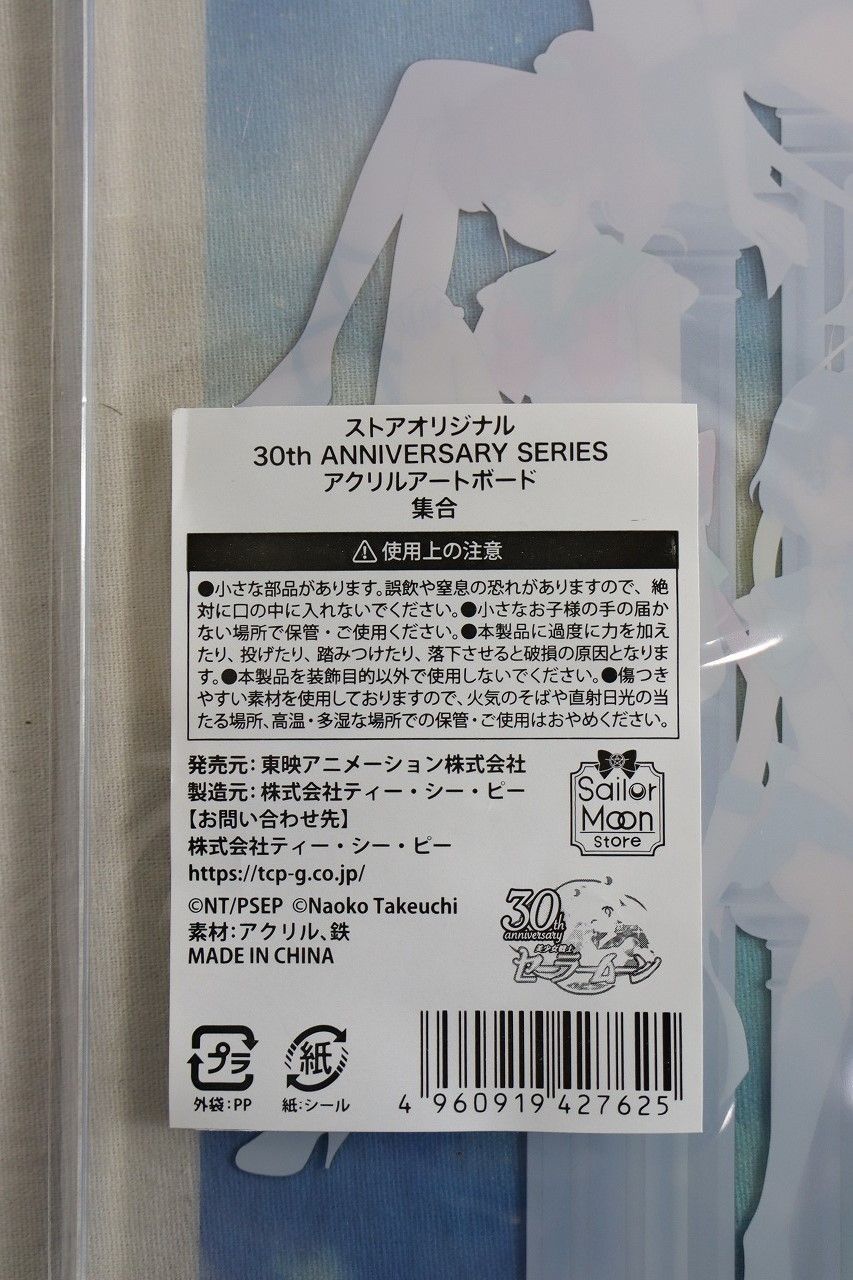 ストアオリジナル
30th ANNIVERSARY SERIES
アクリルアートボード
集合
⚠使用上の注意
●小さな部品があります。誤飲や窒息の恐れがありますので、絶
対に口の中に入れないでください。●小さなお子様の手の届か
ない場所で保管・ご使用ください。●本製品に過度に力を加え
たり、投げたり、踏みつけたり、落下させると破損の原因となりま
す。●本製品を装飾目的以外で使用しないでください。●傷つき
やすい素材を使用しておりますので、火気のそばや直射日光の当
たる場所、高温・多湿な場所での保管・ご使用はおやめください。
発売元：東映アニメーション株式会社
製造元：株式会社ティー・シー・ピー
【お問い合わせ先】
株式会社ティー・シー・ピー
https://tcp-g.co.jp/
©NT/PSEP ©Naoko Takeuchi
素材：アクリル、鉄
MADE IN CHINA
Sailor
Moon
Store
30th
anniversary
美少女戦士
セーラームーン
プラ
外袋：PP
紙
紙：シール
4 960919 427625